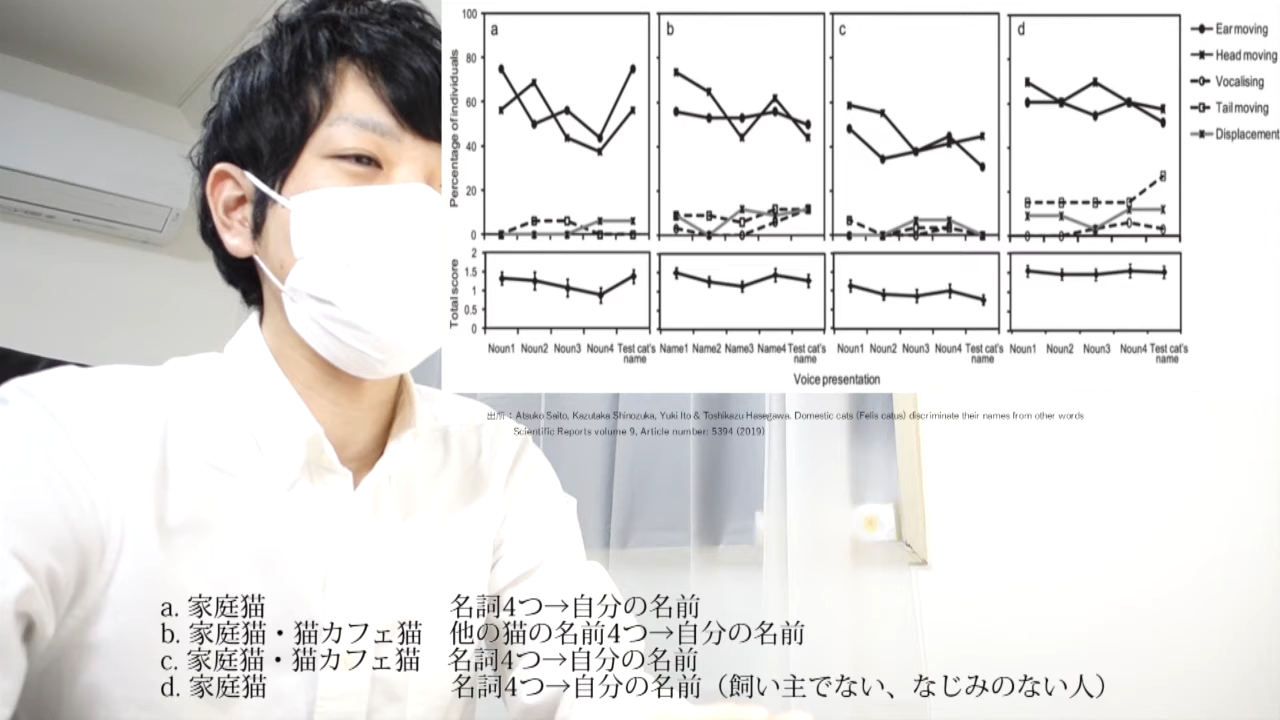 100
80
60
40
20
0
Percentage of individuals
a
b
c
d
Ear moving
Head moving
Vocalising
Tail moving
Displacement
2
1.5
1
0.5
0
Total score
Noun1 Noun2 Noun3 Noun4 Test cat's name
Name1 Name2 Name3 Name4 Test cat's name
Noun1 Noun2 Noun3 Noun4 Test cat's name
Noun1 Noun2 Noun3 Noun4 Test cat's name
Voice presentation
出所：Atsuko Saito, Kazutaka Shinozuka, Yuki Ito & Toshikazu Hasegawa. Domestic cats (Felis catus) discriminate their names from other words
Scientific Reports volume 9, Article number: 5394 (2019)
a. 家庭猫 名詞4つ→自分の名前
b. 家庭猫・猫カフェ猫 他の猫の名前4つ→自分の名前
c. 家庭猫・猫カフェ猫 名詞4つ→自分の名前
d. 家庭猫 名詞4つ→自分の名前（飼い主でない、なじみのない人）